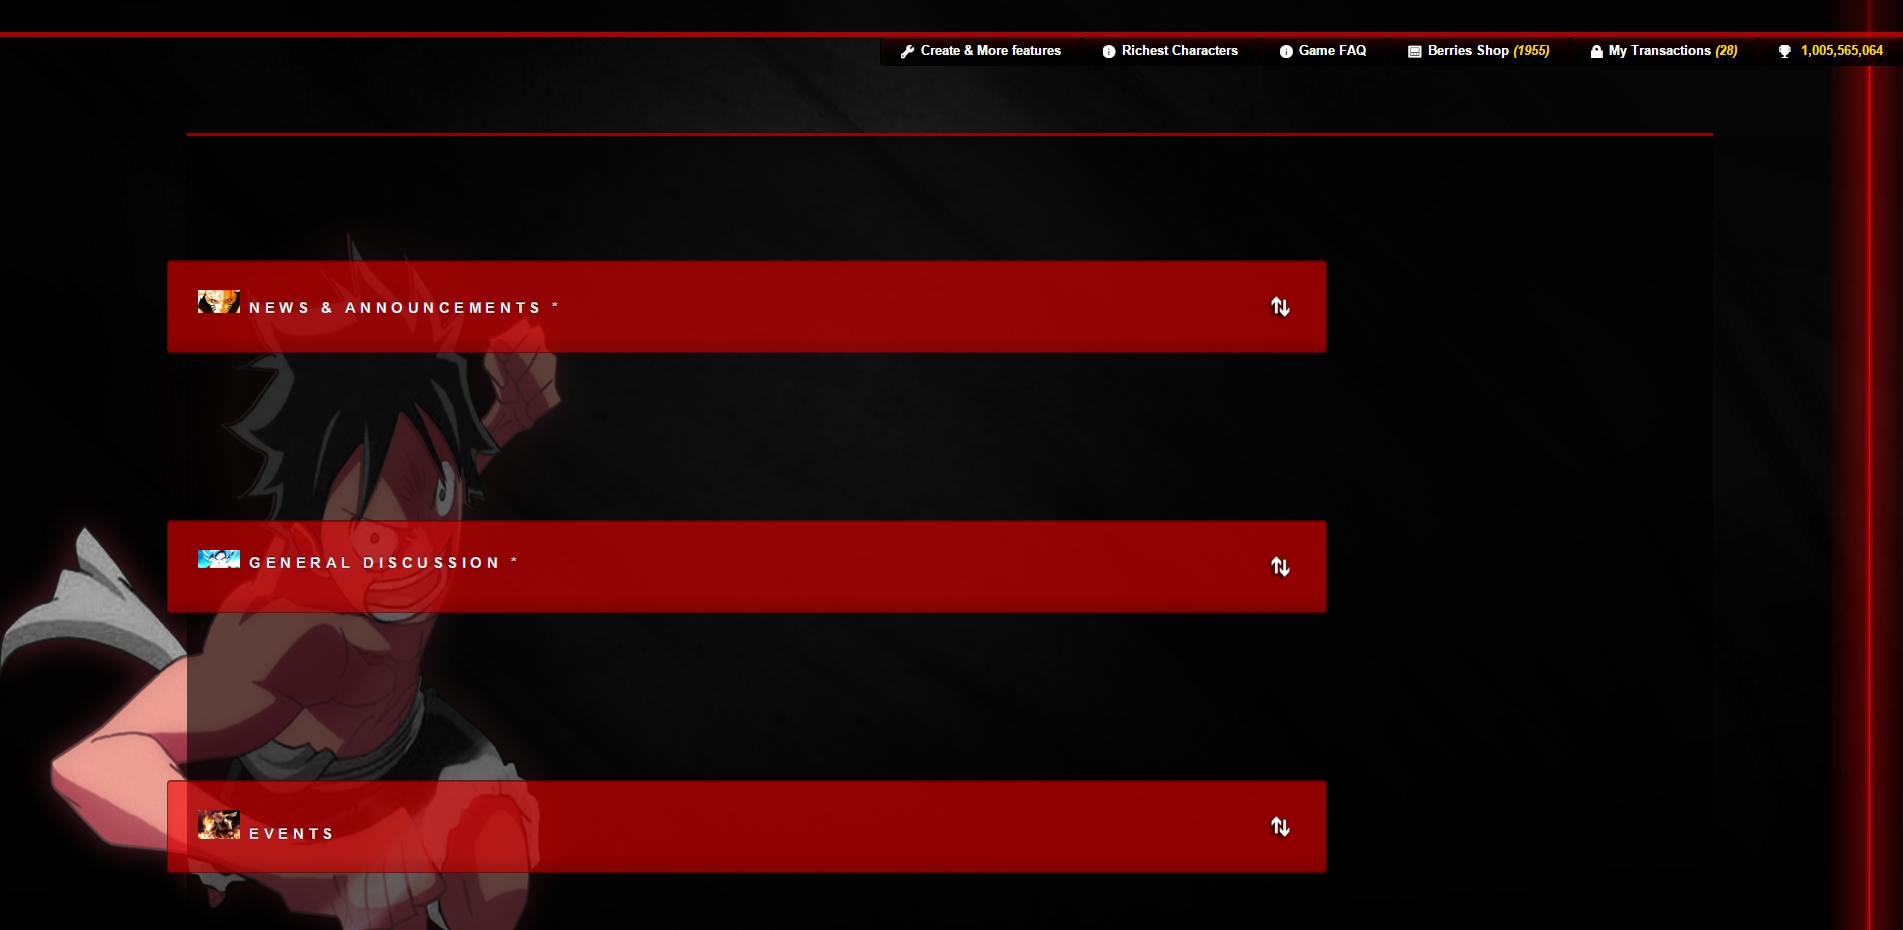 Create & More features
Richest Characters
Game FAQ
Berries Shop (1955)
My Transactions (28)
1,005,565,064
NEWS & ANNOUNCEMENTS *
GENERAL DISCUSSION *
EVENTS